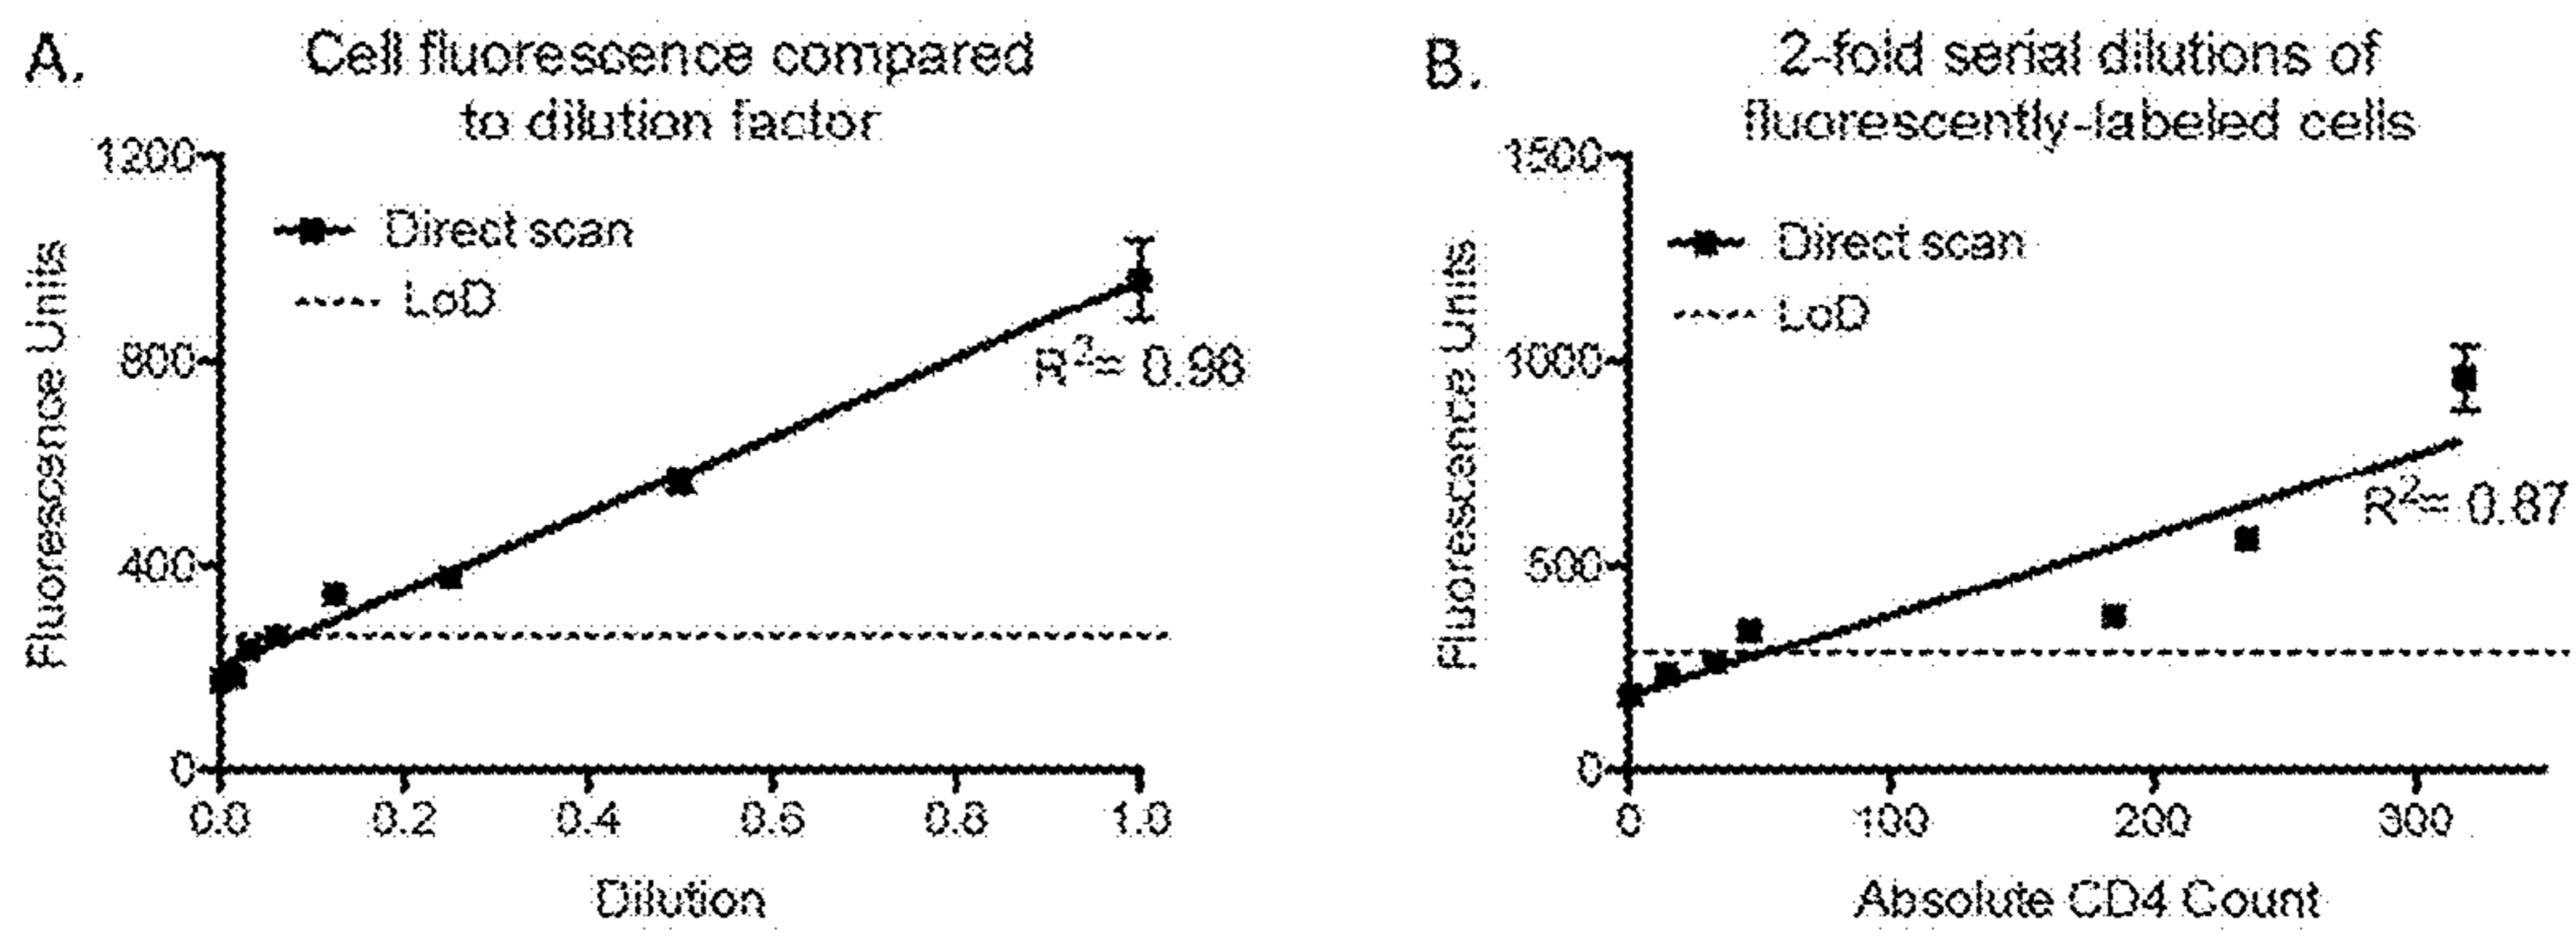 A.
Cell fluorescence compared
to dilution factor
1200
800
400
0
Fluorescence Units
Direct scan
LoD
R²= 0.98
0.0 0.2 0.4 0.6 0.8 1.0
Dilution
B.
2-fold serial dilutions of
fluorescently-labeled cells
1500
1000
500
0
Fluorescence Units
Direct scan
LoD
R²= 0.87
0 100 200 300
Absolute CD4 Count